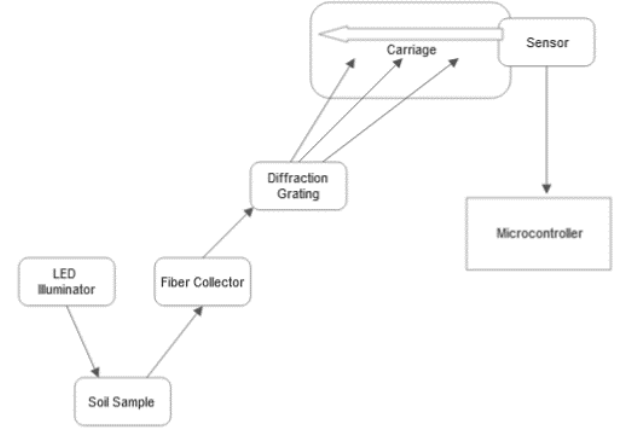 Carriage
Sensor
Diffraction
Grating
Microcontroller
LED
Illuminator
Fiber Collector
Soil Sample